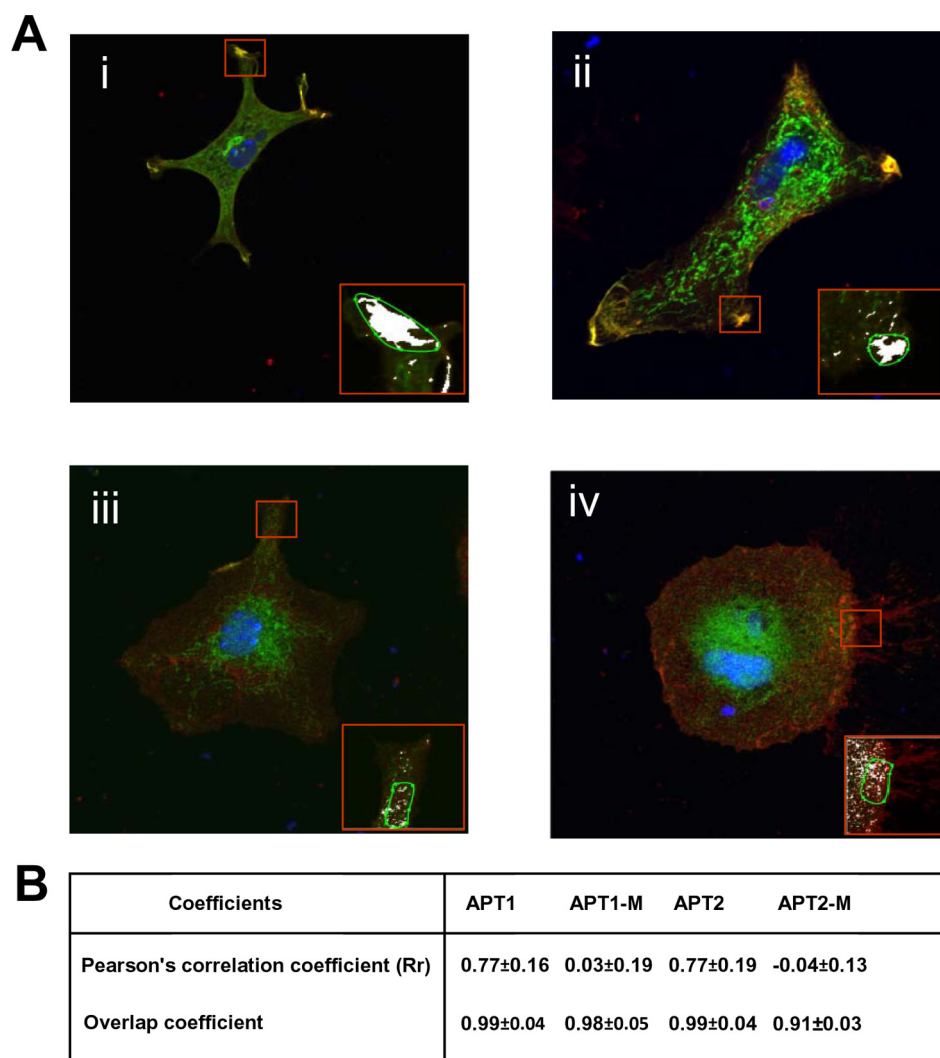 A
i
ii
iii
iv
B
Coefficients APT1 APT1-M APT2 APT2-M
Pearson's correlation coefficient (Rr) 0.77±0.16 0.03±0.19 0.77±0.19 -0.04±0.13
Overlap coefficient 0.99±0.04 0.98±0.05 0.99±0.04 0.91±0.03